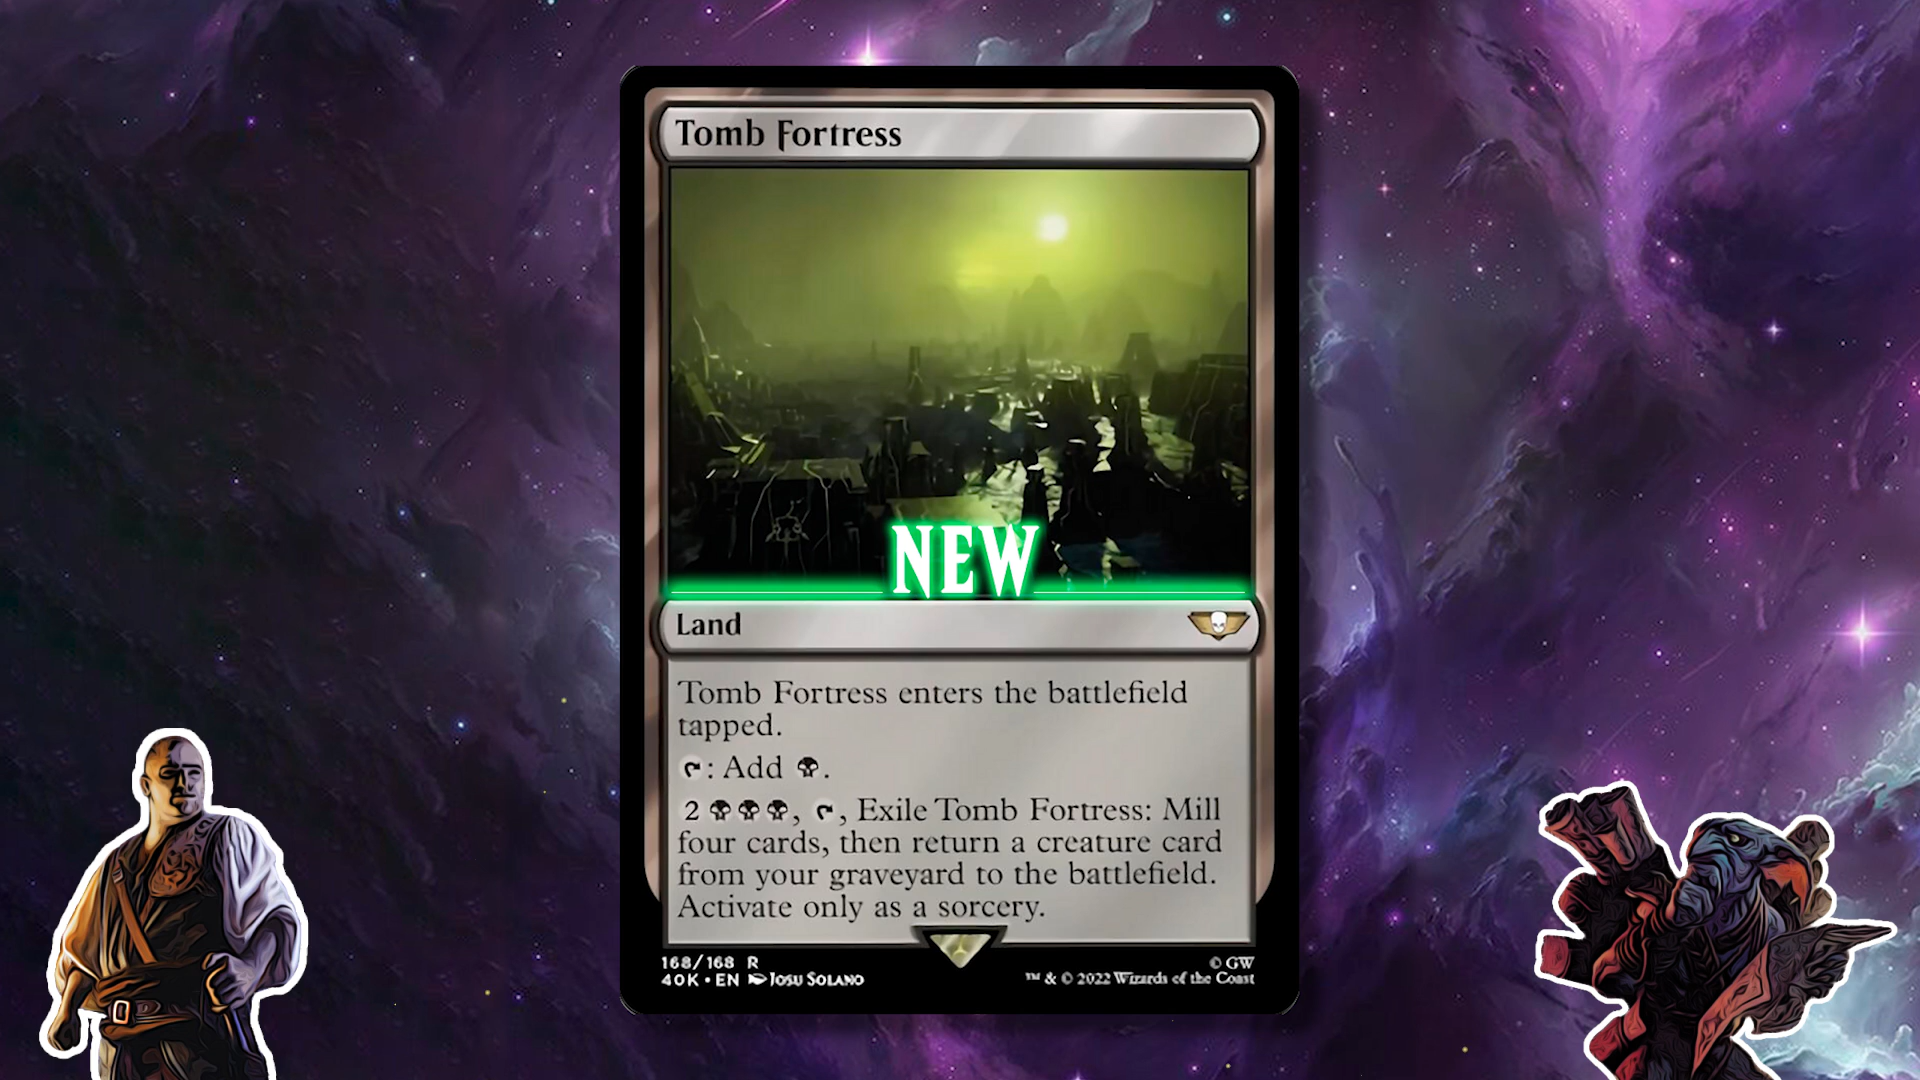 Tomb Fortress
NEW
Land
Tomb Fortress enters the battlefield
tapped.
: Add .
2 , , Exile Tomb Fortress: Mill
four cards, then return a creature card
from your graveyard to the battlefield.
Activate only as a sorcery.
168/168 R
40K • EN Josu Solano
© GW
™ & © 2022 Wizards of the Coast